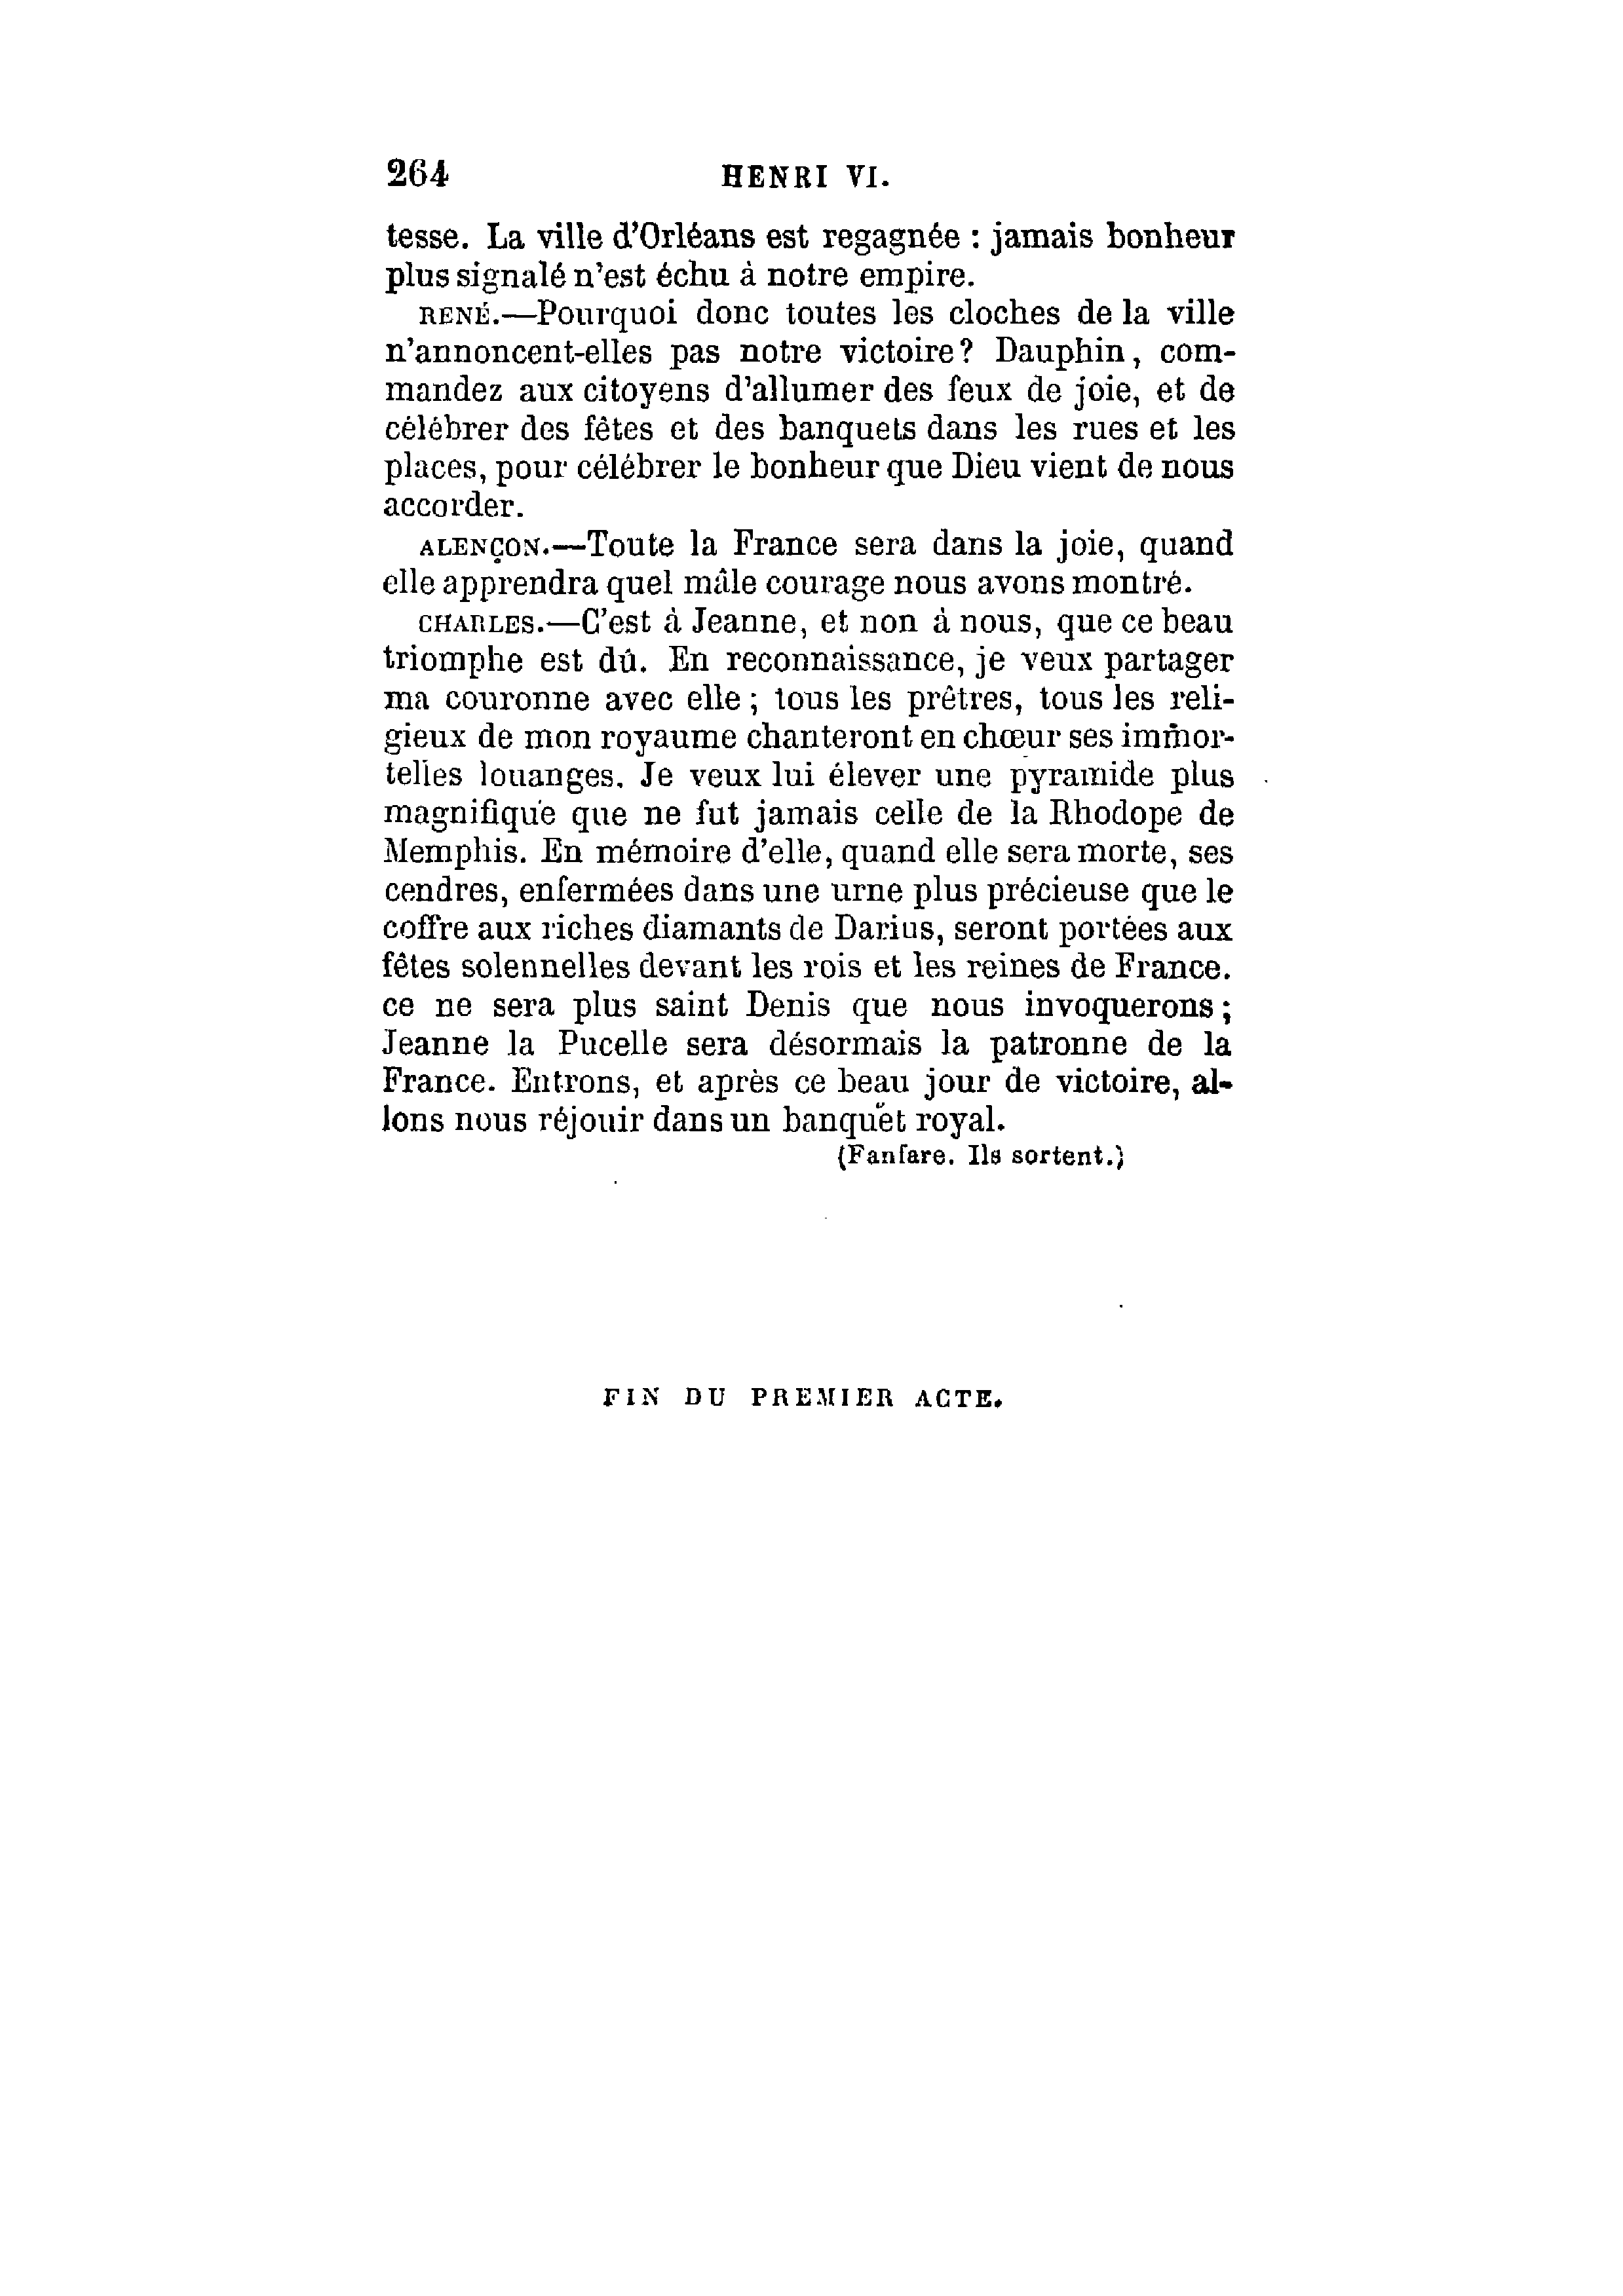 264 HENRI VI.
tesse. La ville d'Orléans est regagnée : jamais bonheur
plus signalé n'est échu à notre empire.
RENÉ.—Pourquoi donc toutes les cloches de la ville
n'annoncent-elles pas notre victoire? Dauphin, com-
mandez aux citoyens d'allumer des feux de joie, et de
célébrer des fêtes et des banquets dans les rues et les
places, pour célébrer le bonheur que Dieu vient de nous
accorder.
ALENÇON.—Toute la France sera dans la joie, quand
elle apprendra quel mâle courage nous avons montré.
CHARLES.—C'est à Jeanne, et non à nous, que ce beau
triomphe est dû. En reconnaissance, je veux partager
ma couronne avec elle ; tous les prêtres, tous les reli-
gieux de mon royaume chanteront en chœur ses immor-
telles louanges. Je veux lui élever une pyramide plus
magnifique que ne fut jamais celle de la Rhodope de
Memphis. En mémoire d'elle, quand elle sera morte, ses
cendres, enfermées dans une urne plus précieuse que le
coffre aux riches diamants de Darius, seront portées aux
fêtes solennelles devant les rois et les reines de France.
ce ne sera plus saint Denis que nous invoquerons;
Jeanne la Pucelle sera désormais la patronne de la
France. Entrons, et après ce beau jour de victoire, al-
lons nous réjouir dans un banquet royal.
(Fanfare. Ils sortent.)
FIN DU PREMIER ACTE.